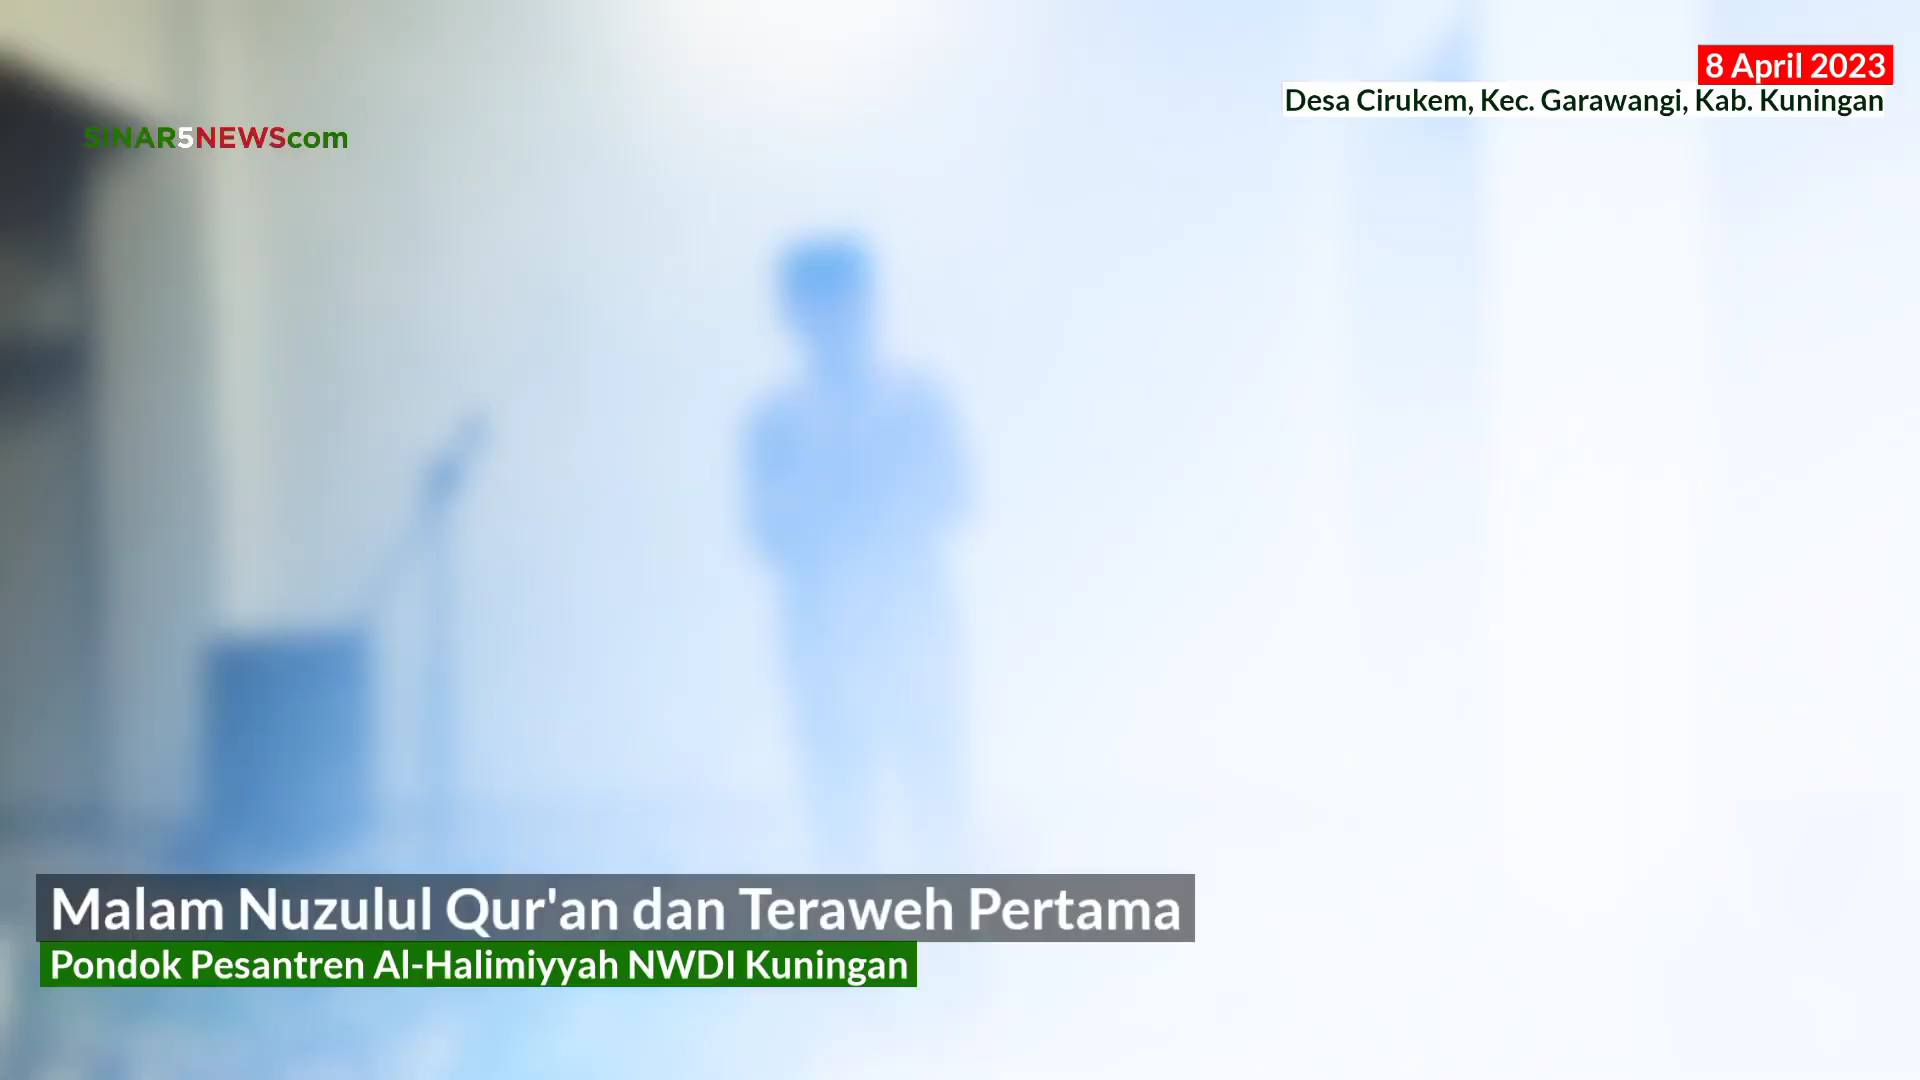 8 April 2023
Desa Cirukem, Kec. Garawangi, Kab. Kuningan
SINAR5NEWScom
Malam Nuzulul Qur'an dan Teraweh Pertama
Pondok Pesantren Al-Halimiyyah NWDI Kuningan